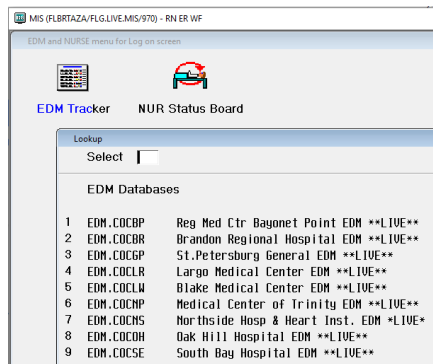 MIS (FLBRTAZA/FLG.LIVE.MIS/970) - RN ER WF
EDM and NURSE menu for Log on screen
EDM Tracker NUR Status Board
Lookup
Select
EDM Databases
1 EDM.COCBP Reg Med Ctr Bayonet Point EDM **LIVE**
2 EDM.COCBR Brandon Regional Hospital EDM **LIVE**
3 EDM.COCGP St.Petersburg General EDM **LIVE**
4 EDM.COCLR Largo Medical Center EDM **LIVE**
5 EDM.COCLW Blake Medical Center EDM **LIVE**
6 EDM.COCNP Medical Center of Trinity EDM **LIVE**
7 EDM.COCNS Northside Hosp & Heart Inst. EDM *LIVE*
8 EDM.COCOH Oak Hill Hospital EDM **LIVE**
9 EDM.COCSE South Bay Hospital EDM **LIVE**